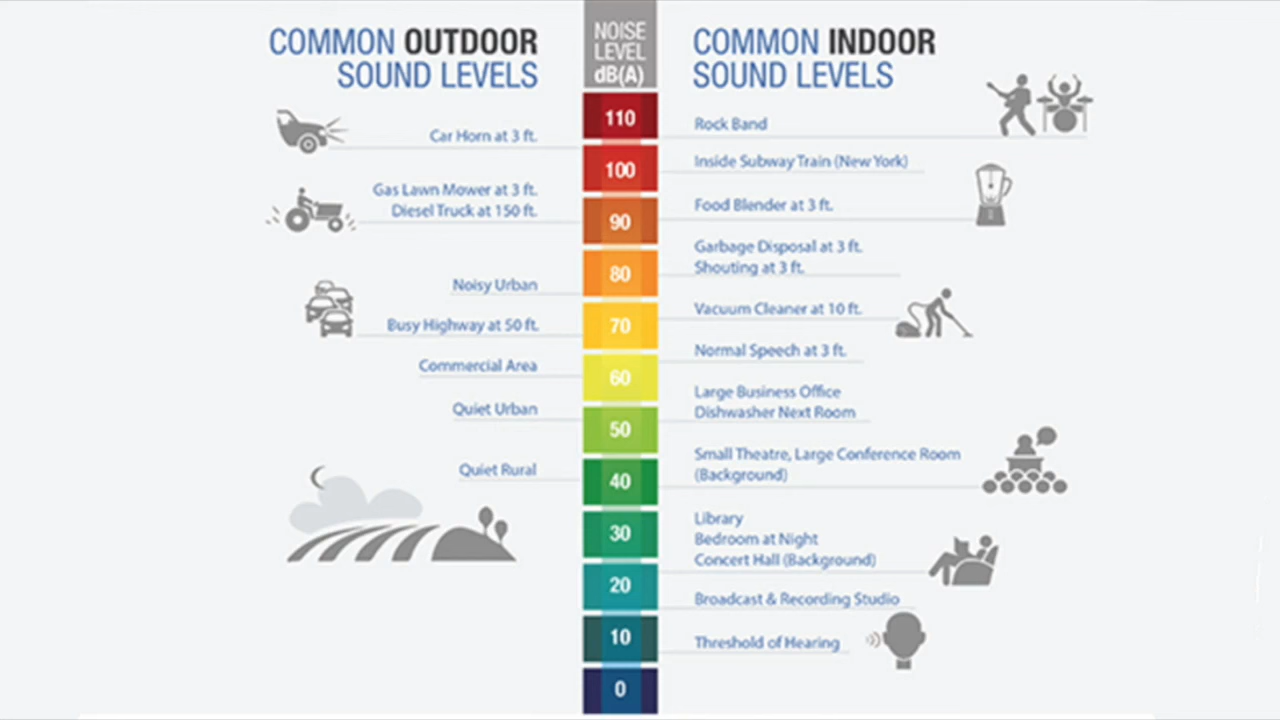 COMMON OUTDOOR
SOUND LEVELS
NOISE
LEVEL
dB(A)
COMMON INDOOR
SOUND LEVELS
110
Car Horn at 3 ft.
Rock Band
100
Inside Subway Train (New York)
Gas Lawn Mower at 3 ft.
Diesel Truck at 150 ft.
90
Food Blender at 3 ft.
Garbage Disposal at 3 ft.
Shouting at 3 ft.
80
Noisy Urban
Vacuum Cleaner at 10 ft.
Busy Highway at 50 ft.
70
Normal Speech at 3 ft.
Commercial Area
60
Large Business Office
Dishwasher Next Room
Quiet Urban
50
Small Theatre, Large Conference Room
(Background)
Quiet Rural
40
Library
Bedroom at Night
Concert Hall (Background)
30
20
Broadcast & Recording Studio
10
Threshold of Hearing
0